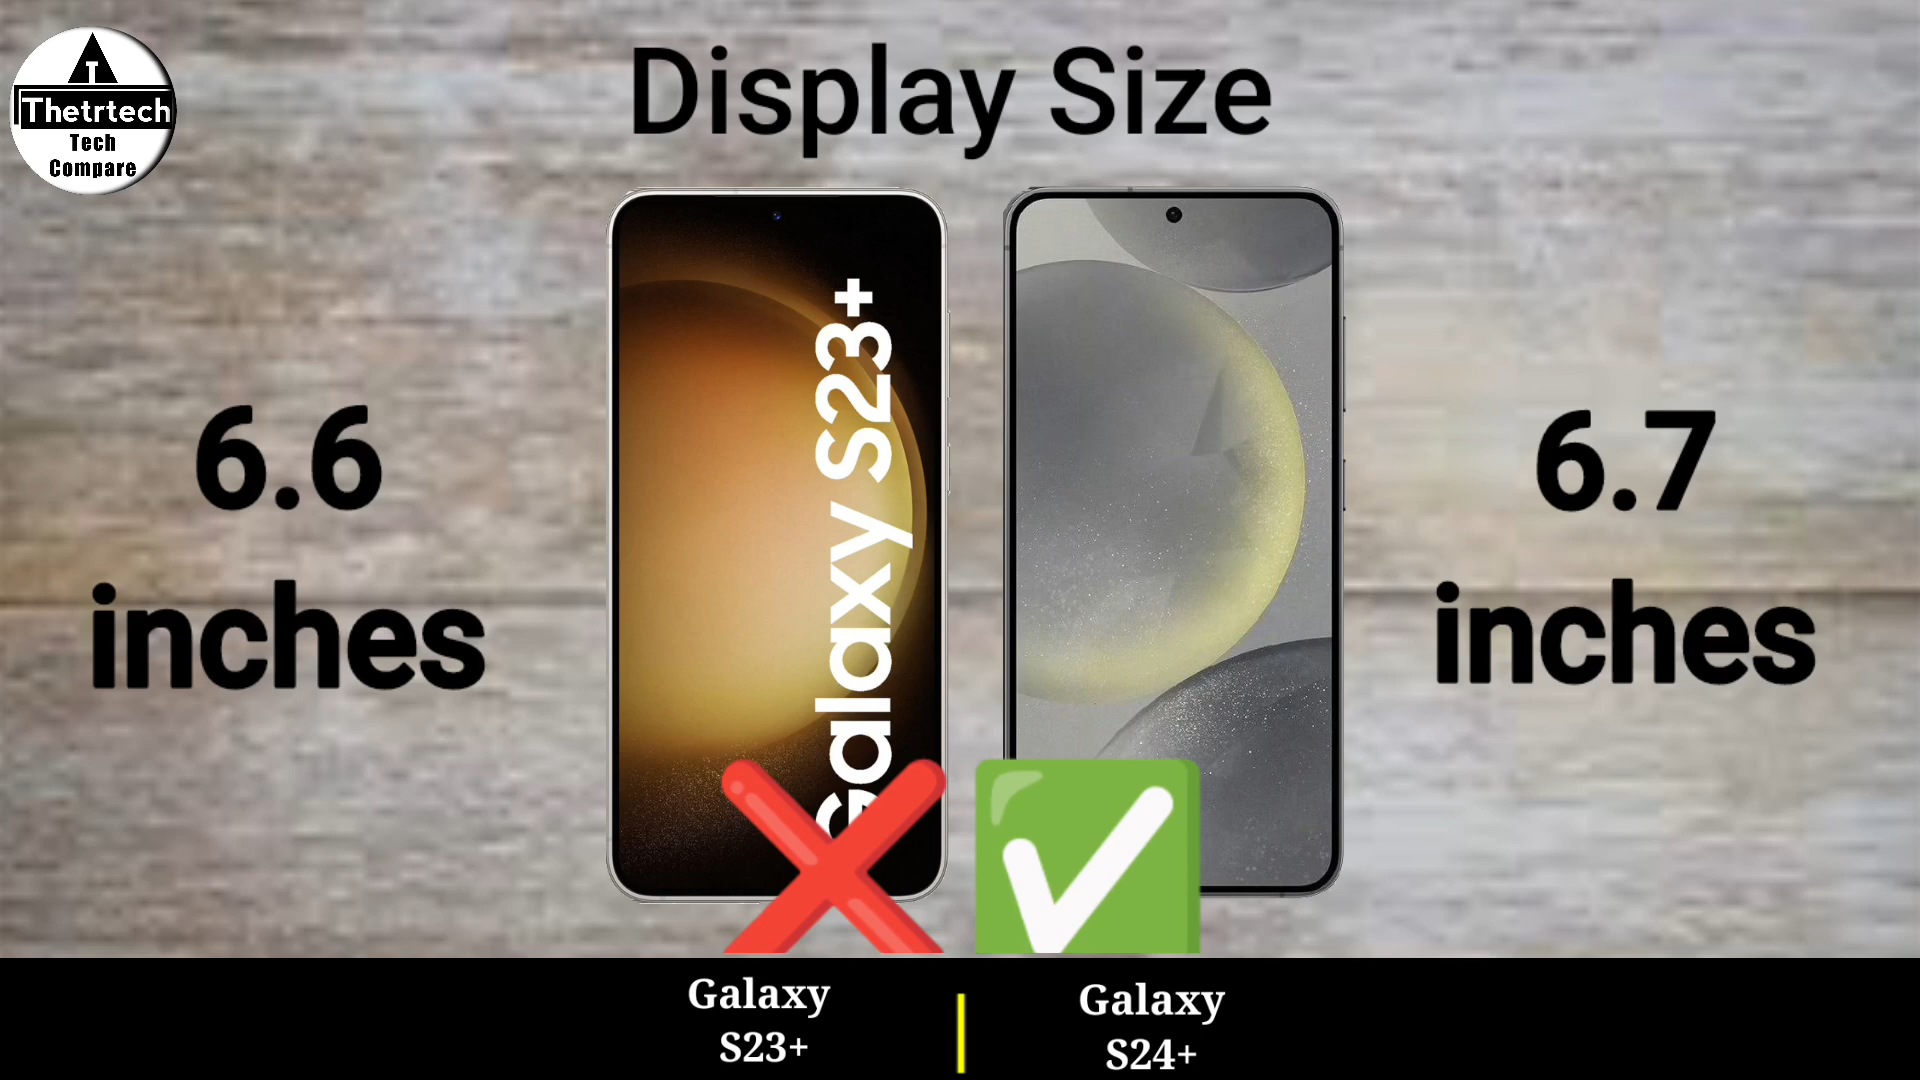 T
Thetrtech
Tech
Compare
Display Size
6.6
inches
Galaxy S23+
6.7
inches
Galaxy
S23+
Galaxy
S24+